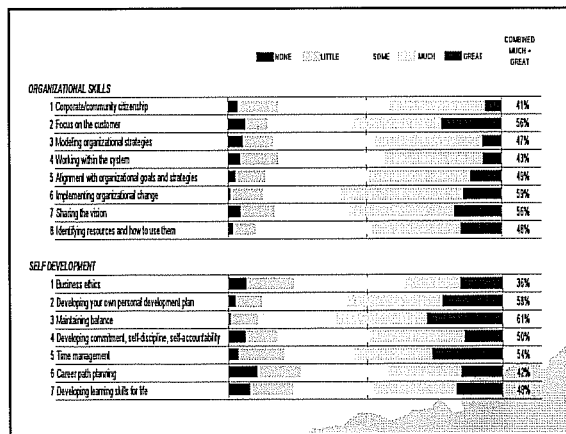 COMBINED
MUCH +
NONE LITTLE SOME MUCH GREAT GREAT
ORGANIZATIONAL SKILLS
1 Corporate/community citizenship 41%
2 Focus on the customer 56%
3 Modeling organizational strategies 47%
4 Working within the system 43%
5 Alignment with organizational goals and strategies 49%
6 Implementing organizational change 59%
7 Sharing the vision 56%
8 Identifying resources and how to use them 48%
SELF DEVELOPMENT
1 Business ethics 36%
2 Developing your own personal development plan 58%
3 Maintaining balance 61%
4 Developing commitment, self-discipline, self-accountability 50%
5 Time management 54%
6 Career path planning 42%
7 Developing learning skills for life 49%